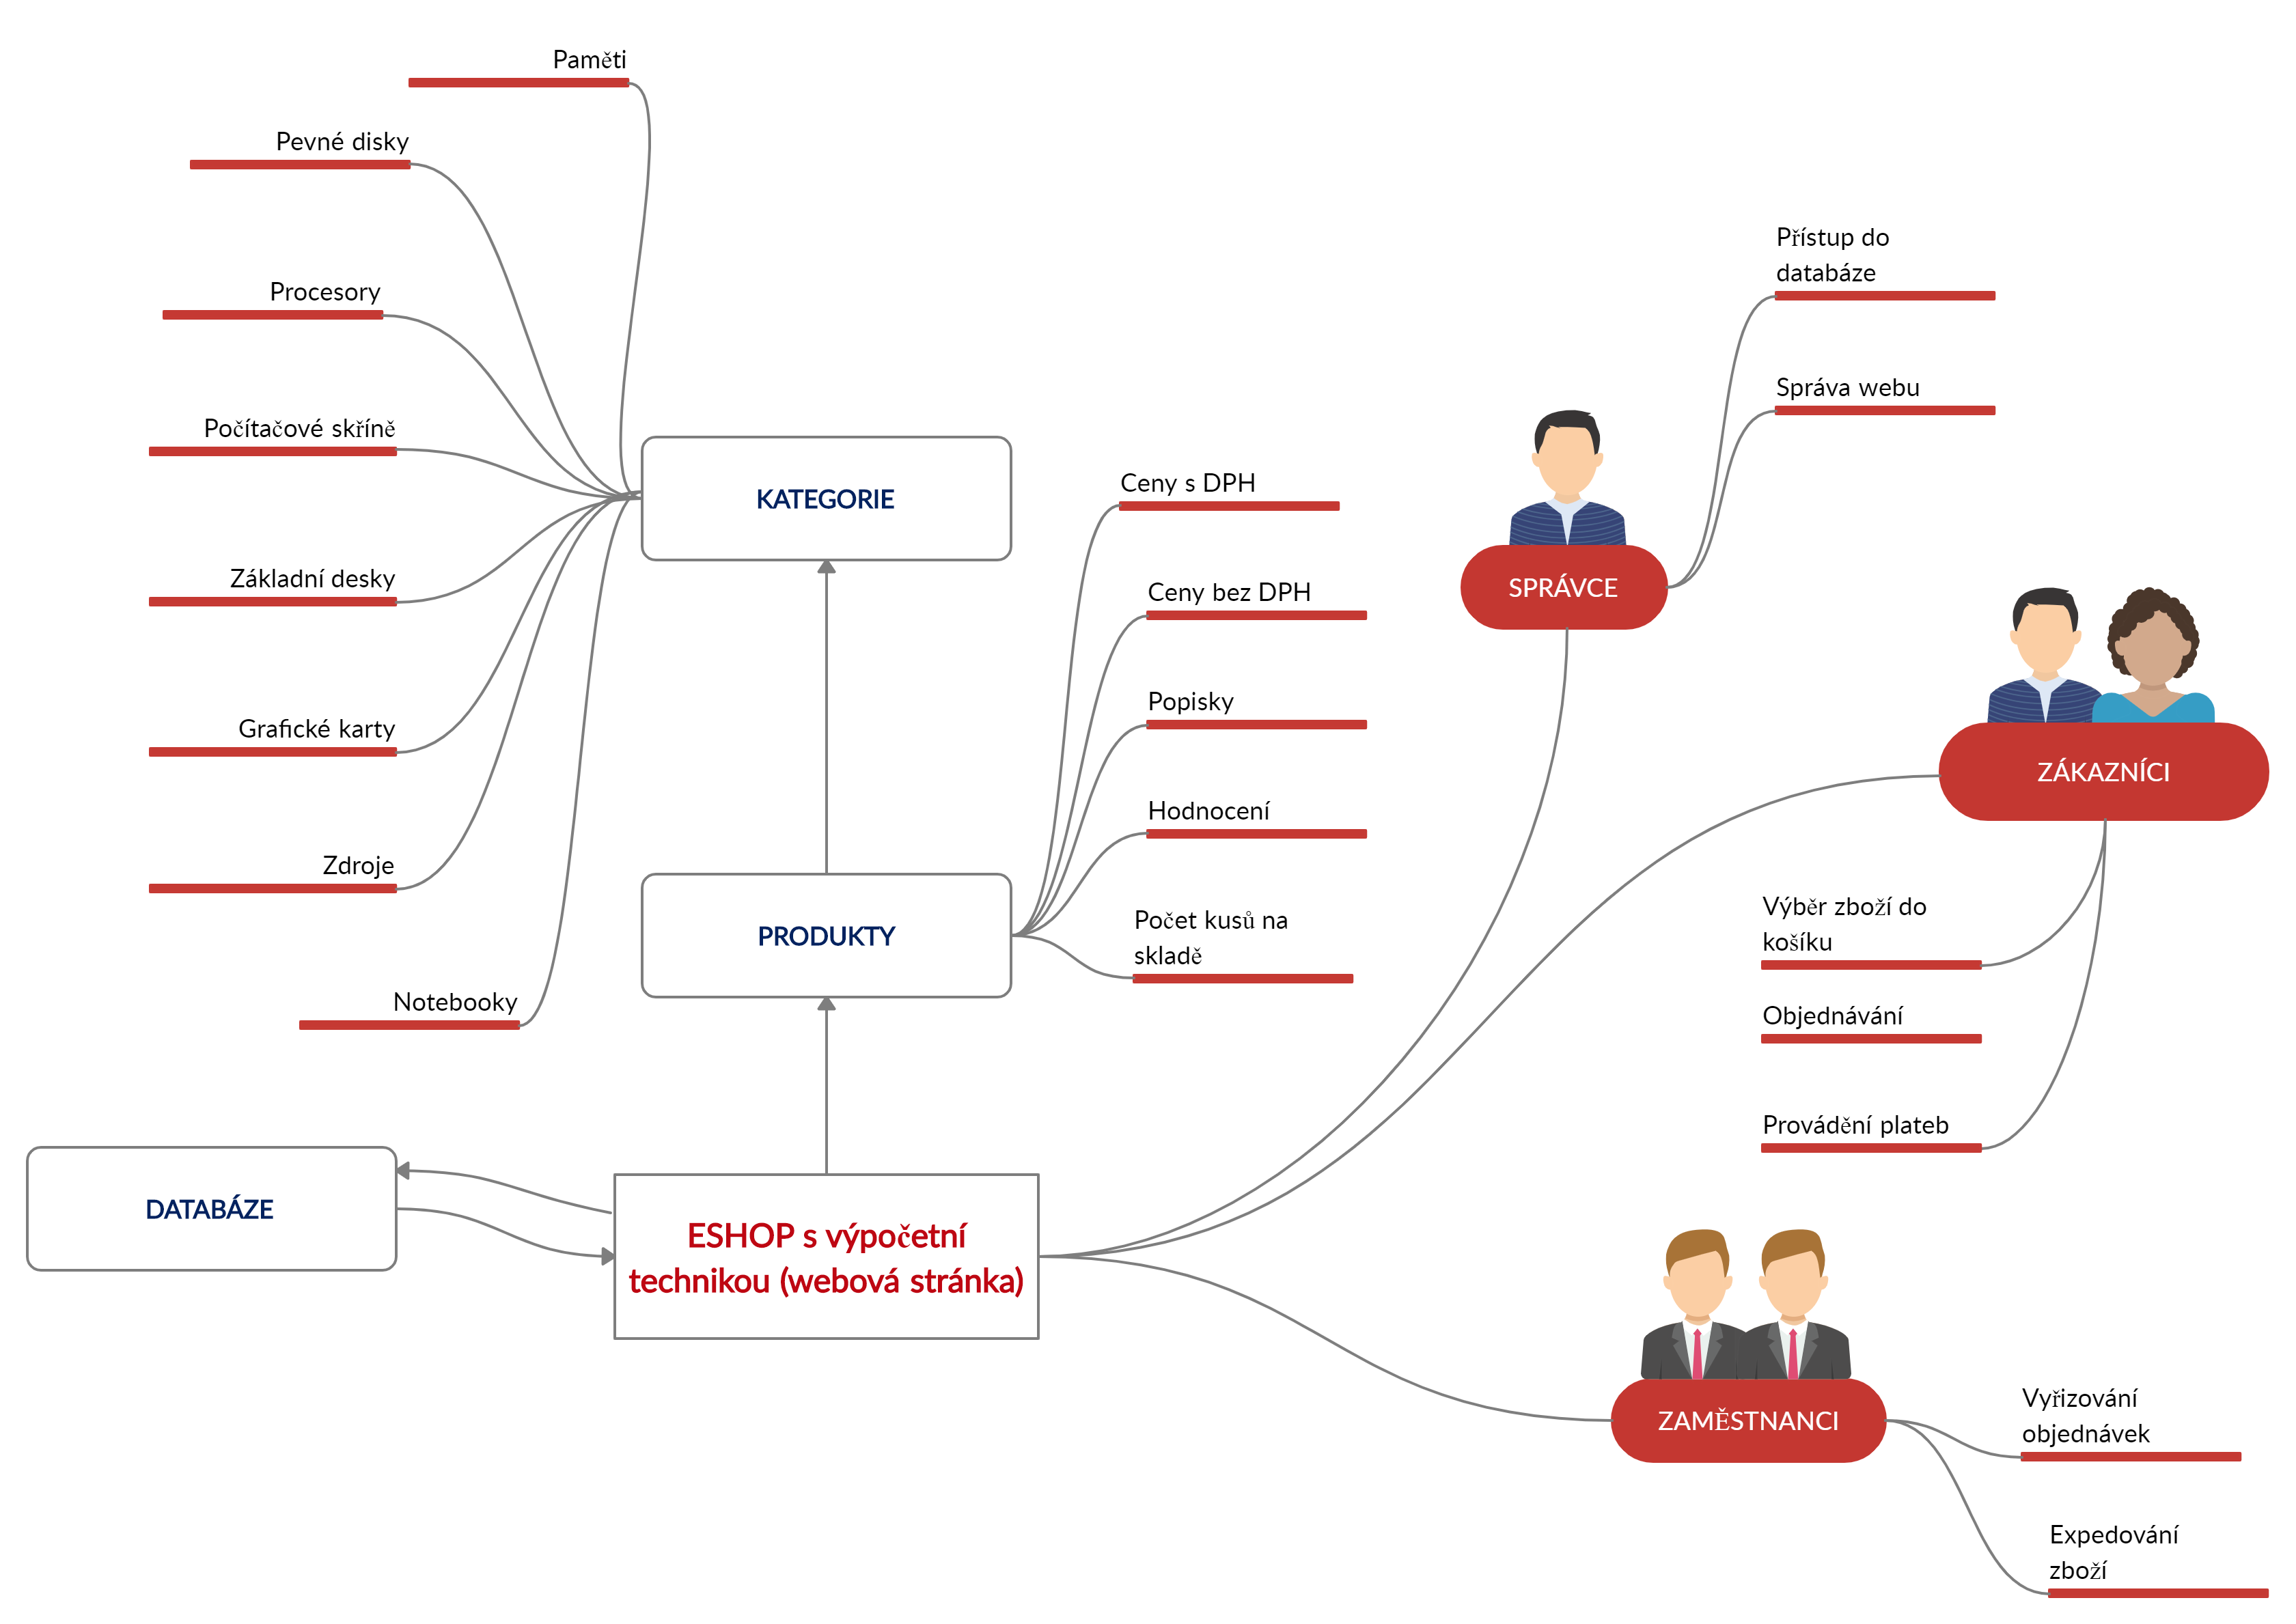 Paměti
Pevné disky
Procesory
Počítačové skříně
Základní desky
Grafické karty
Zdroje
Notebooky
KATEGORIE
PRODUKTY
Ceny s DPH
Ceny bez DPH
Popisky
Hodnocení
Počet kusů na
skladě
DATABÁZE
ESHOP s výpočetní
technikou (webová stránka)
Přístup do
databáze
Správa webu
SPRÁVCE
ZÁKAZNÍCI
Výběr zboží do
košíku
Objednávání
Provádění plateb
ZAMĚSTNANCI
Vyřizování
objednávek
Expedování
zboží